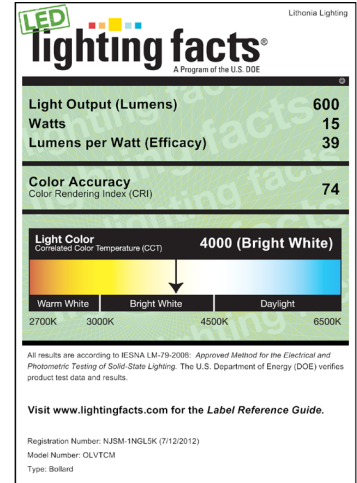 Lithonia Lighting
LED
lighting facts®
A Program of the U.S. DOE
Light Output (Lumens) 600
Watts 15
Lumens per Watt (Efficacy) 39
Color Accuracy
Color Rendering Index (CRI) 74
Light Color
Correlated Color Temperature (CCT) 4000 (Bright White)
Warm White Bright White Daylight
2700K 3000K 4500K 6500K
All results are according to IESNA LM-79-2008: Approved Method for the Electrical and
Photometric Testing of Solid-State Lighting. The U.S. Department of Energy (DOE) verifies
product test data and results.
Visit www.lightingfacts.com for the Label Reference Guide.
Registration Number: NJSM-1NGL5K (7/12/2012)
Model Number: OLVTCM
Type: Bollard